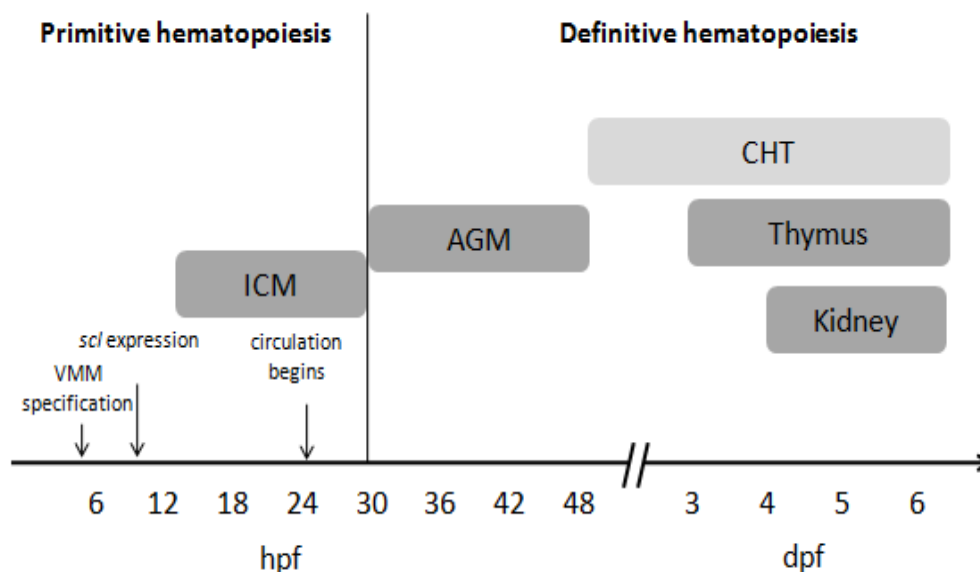 Primitive hematopoiesis
Definitive hematopoiesis
CHT
Thymus
AGM
ICM
Kidney
scl expression
circulation
begins
VMM
specification
6 12 18 24 30 36 42 48 3 4 5 6
hpf
dpf